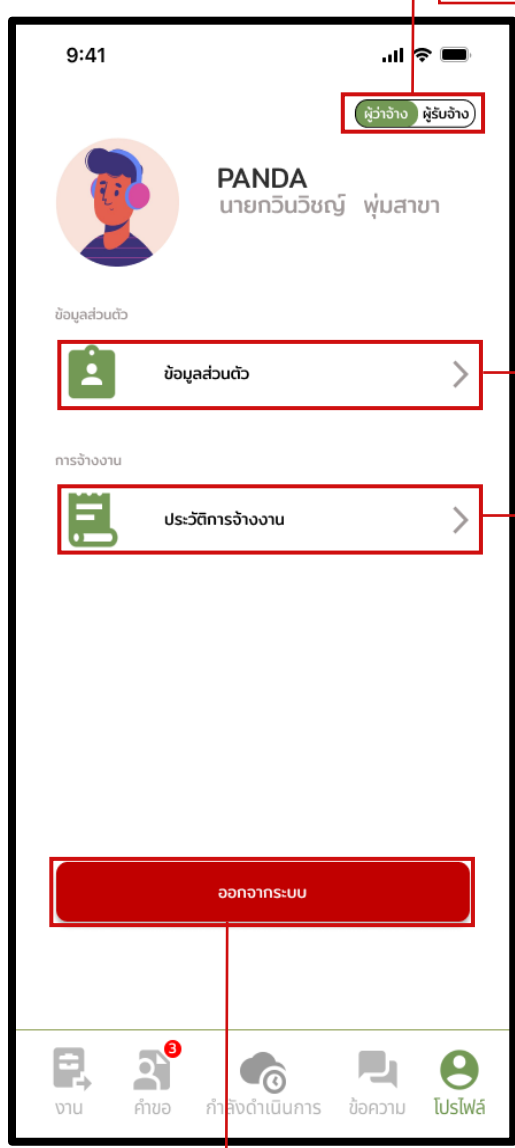 9:41
ผู้ว่าจ้าง ผู้รับจ้าง
PANDA
นายกวินวิชญ์ พุ่มสาขา
ข้อมูลส่วนตัว
ข้อมูลส่วนตัว
การจ้างงาน
ประวัติการจ้างงาน
ออกจากระบบ
3
งาน คำขอ กำลังดำเนินการ ข้อความ โปรไฟล์